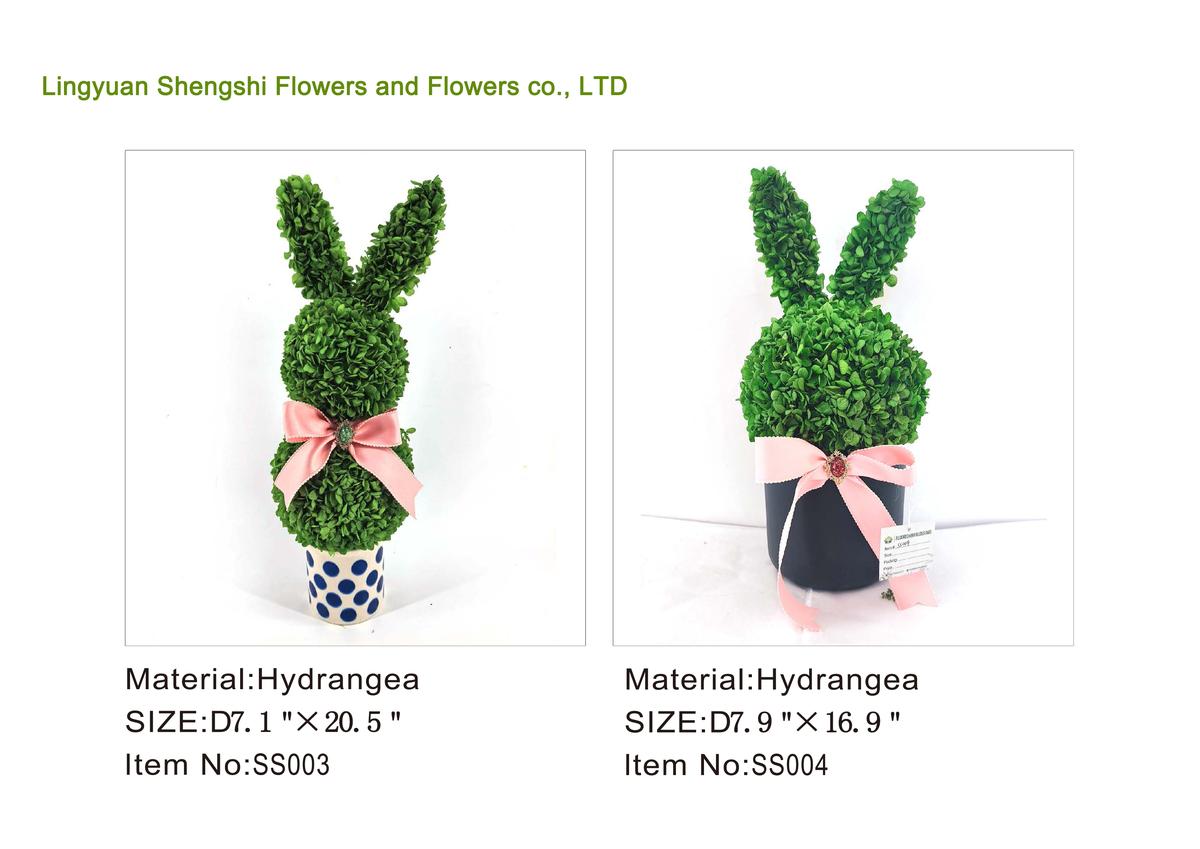 Lingyuan Shengshi Flowers and Flowers co., LTD
Material:Hydrangea
SIZE:D7.1"×20.5"
Item No:SS003
Material:Hydrangea
SIZE:D7.9"×16.9"
Item No:SS004